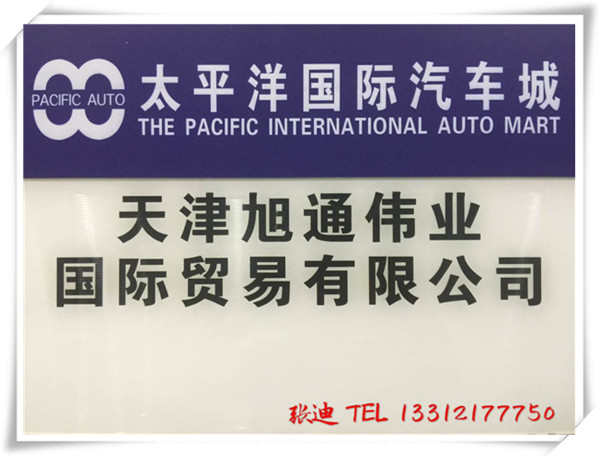 PACIFIC AUTO
太平洋国际汽车城
THE PACIFIC INTERNATIONAL AUTO MART
天津旭通伟业
国际贸易有限公司
张迪 TEL 13312177750